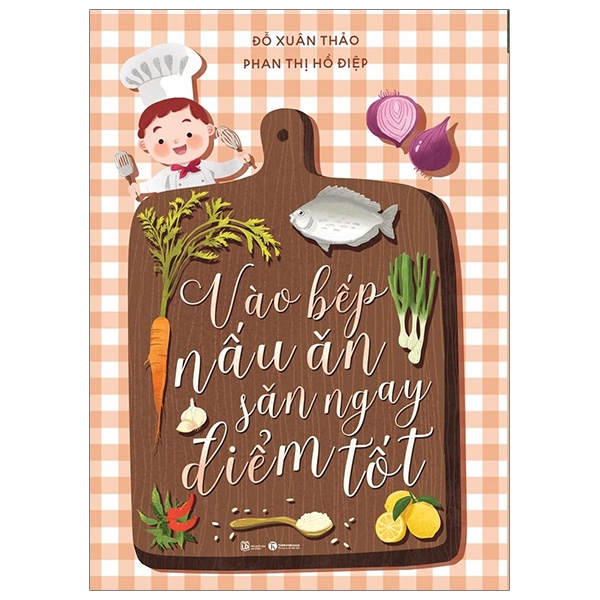 ĐỖ XUÂN THẢO
PHAN THỊ HỒ ĐIỆP
Vào bếp
nấu ăn
săn ngay
điểm tốt